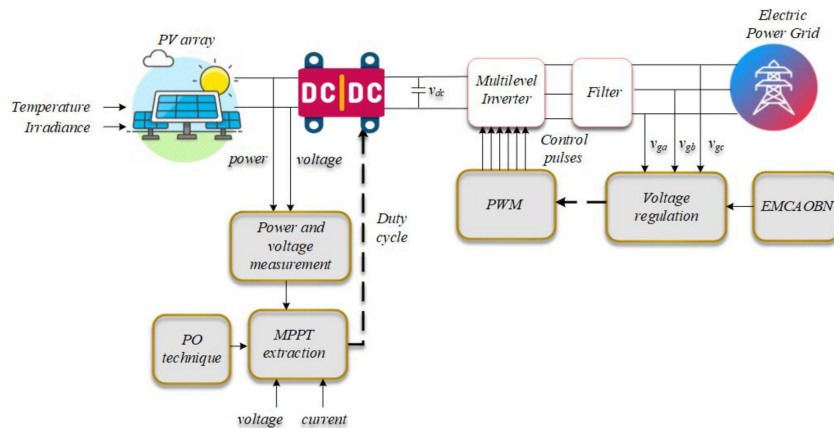 Electric
Power Grid
PV array
DC|DC
v_dc
Multilevel
Inverter
Filter
Temperature
Irradiance
power
voltage
Control
pulses
v_ga
v_gb
v_gc
Duty
cycle
PWM
Voltage
regulation
EMCAOBN
Power and
voltage
measurement
PO
technique
MPPT
extraction
voltage
current